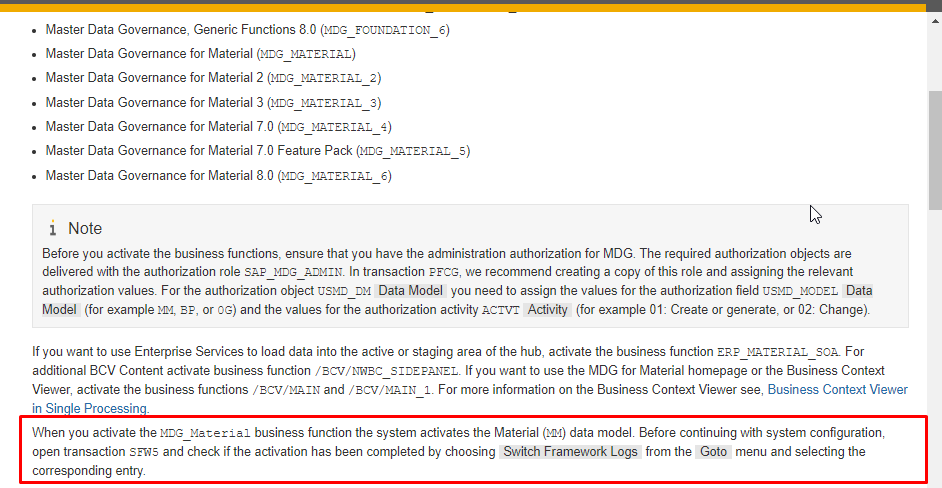 Master Data Governance, Generic Functions 8.0 (MDG_FOUNDATION_6)
Master Data Governance for Material (MDG_MATERIAL)
Master Data Governance for Material 2 (MDG_MATERIAL_2)
Master Data Governance for Material 3 (MDG_MATERIAL_3)
Master Data Governance for Material 7.0 (MDG_MATERIAL_4)
Master Data Governance for Material 7.0 Feature Pack (MDG_MATERIAL_5)
Master Data Governance for Material 8.0 (MDG_MATERIAL_6)
Note
Before you activate the business functions, ensure that you have the administration authorization for MDG. The required authorization objects are
delivered with the authorization role SAP_MDG_ADMIN. In transaction PFCG, we recommend creating a copy of this role and assigning the relevant
authorization values. For the authorization object USMD_DM Data Model you need to assign the values for the authorization field USMD_MODEL Data
Model (for example MM, BP, or 0G) and the values for the authorization activity ACTVT Activity (for example 01: Create or generate, or 02: Change).
If you want to use Enterprise Services to load data into the active or staging area of the hub, activate the business function ERP_MATERIAL_SOA. For
additional BCV Content activate business function /BCV/NWBC_SIDEPANEL. If you want to use the MDG for Material homepage or the Business Context
Viewer, activate the business functions /BCV/MAIN and /BCV/MAIN_1. For more information on the Business Context Viewer see, Business Context Viewer
in Single Processing.
When you activate the MDG_Material business function the system activates the Material (MM) data model. Before continuing with system configuration,
open transaction SFW5 and check if the activation has been completed by choosing Switch Framework Logs from the Goto menu and selecting the
corresponding entry.